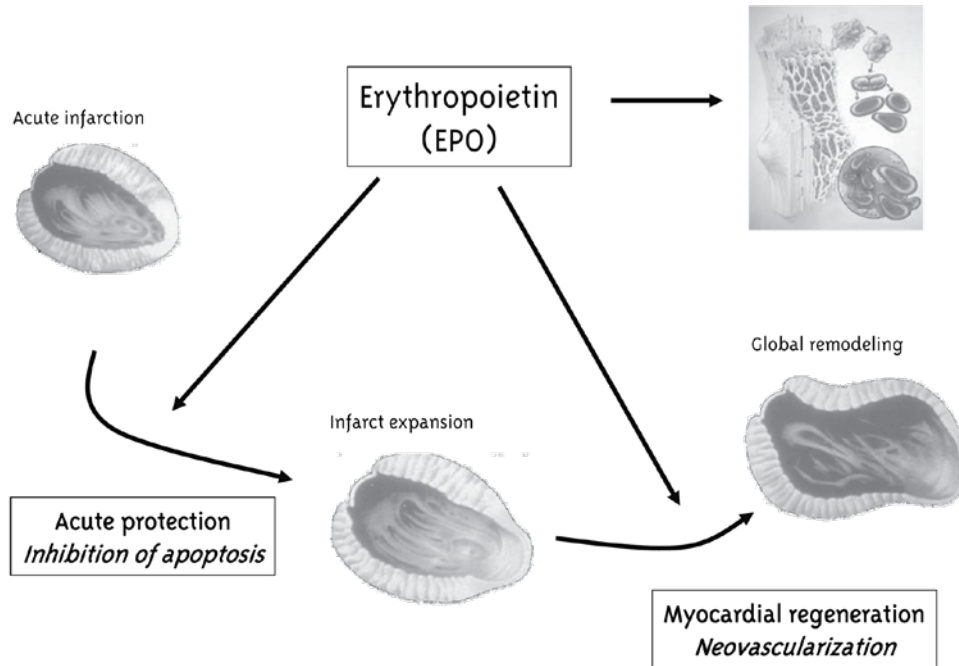 Erythropoietin
(EPO)
Acute infarction
Global remodeling
Infarct expansion
Acute protection
Inhibition of apoptosis
Myocardial regeneration
Neovascularization